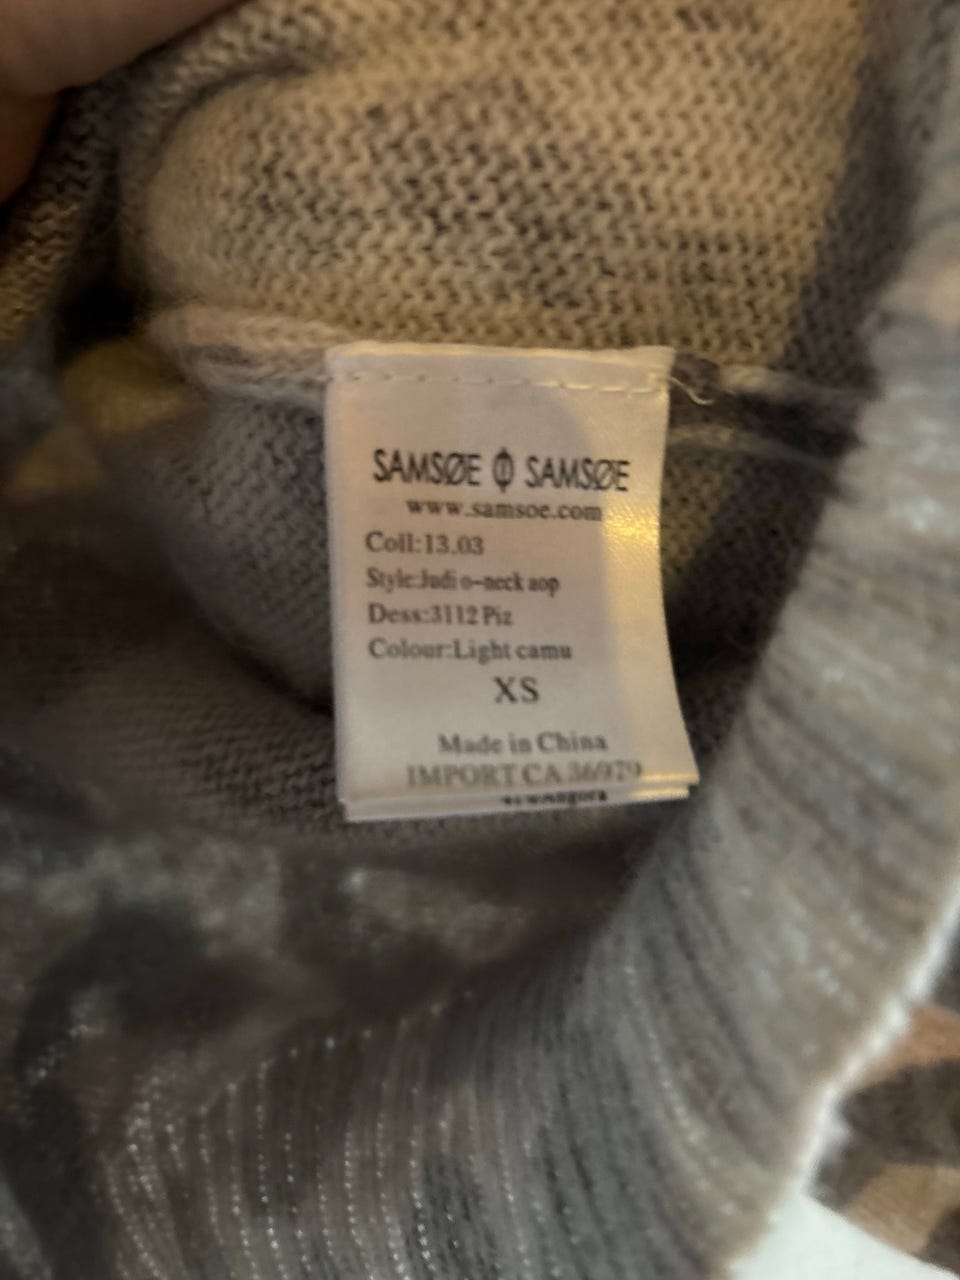 SAMSØE SAMSØE
www.samsoe.com
Coll:13.03
Style:Judi o-neck aop
Dess:3112 Piz
Colour:Light camu
XS
Made in China
IMPORT CA 36979